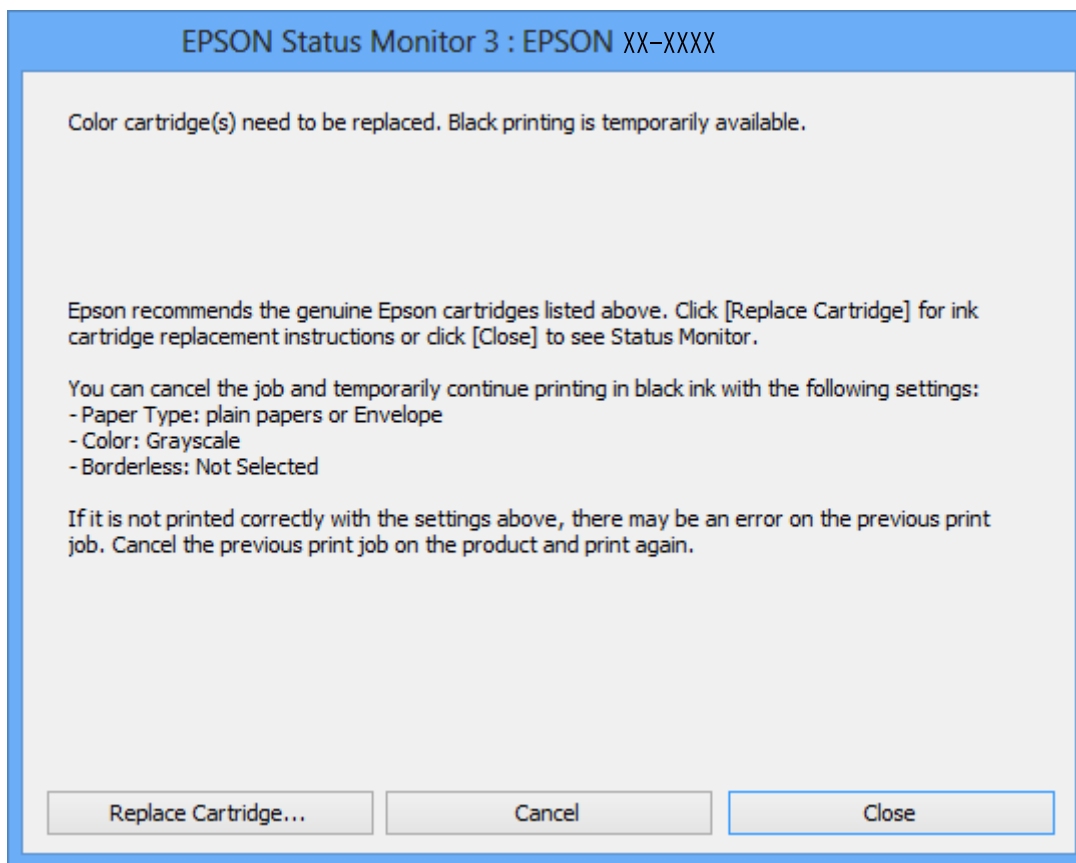 EPSON Status Monitor 3 : EPSON XX-XXXX
Color cartridge(s) need to be replaced. Black printing is temporarily available.
Epson recommends the genuine Epson cartridges listed above. Click [Replace Cartridge] for ink
cartridge replacement instructions or click [Close] to see Status Monitor.
You can cancel the job and temporarily continue printing in black ink with the following settings:
- Paper Type: plain papers or Envelope
- Color: Grayscale
- Borderless: Not Selected
If it is not printed correctly with the settings above, there may be an error on the previous print
job. Cancel the previous print job on the product and print again.
Replace Cartridge...
Cancel
Close